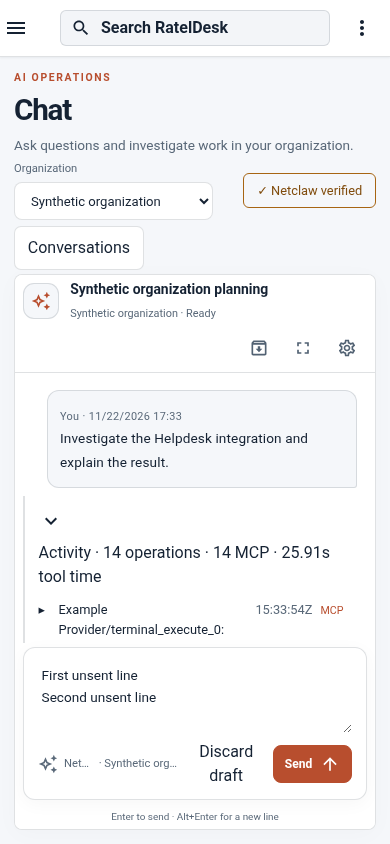 Search RatelDesk
AI OPERATIONS
Chat
Ask questions and investigate work in your organization.
Organization
Synthetic organization
✓ Netclaw verified
Conversations
Synthetic organization planning
Synthetic organization · Ready
You · 11/22/2026 17:33
Investigate the Helpdesk integration and
explain the result.
Activity · 14 operations · 14 MCP · 25.91s
tool time
Example 15:33:54Z MCP
Provider/terminal_execute_0:
First unsent line
Second unsent line
Net… · Synthetic org…
Discard
draft
Send
Enter to send · Alt+Enter for a new line